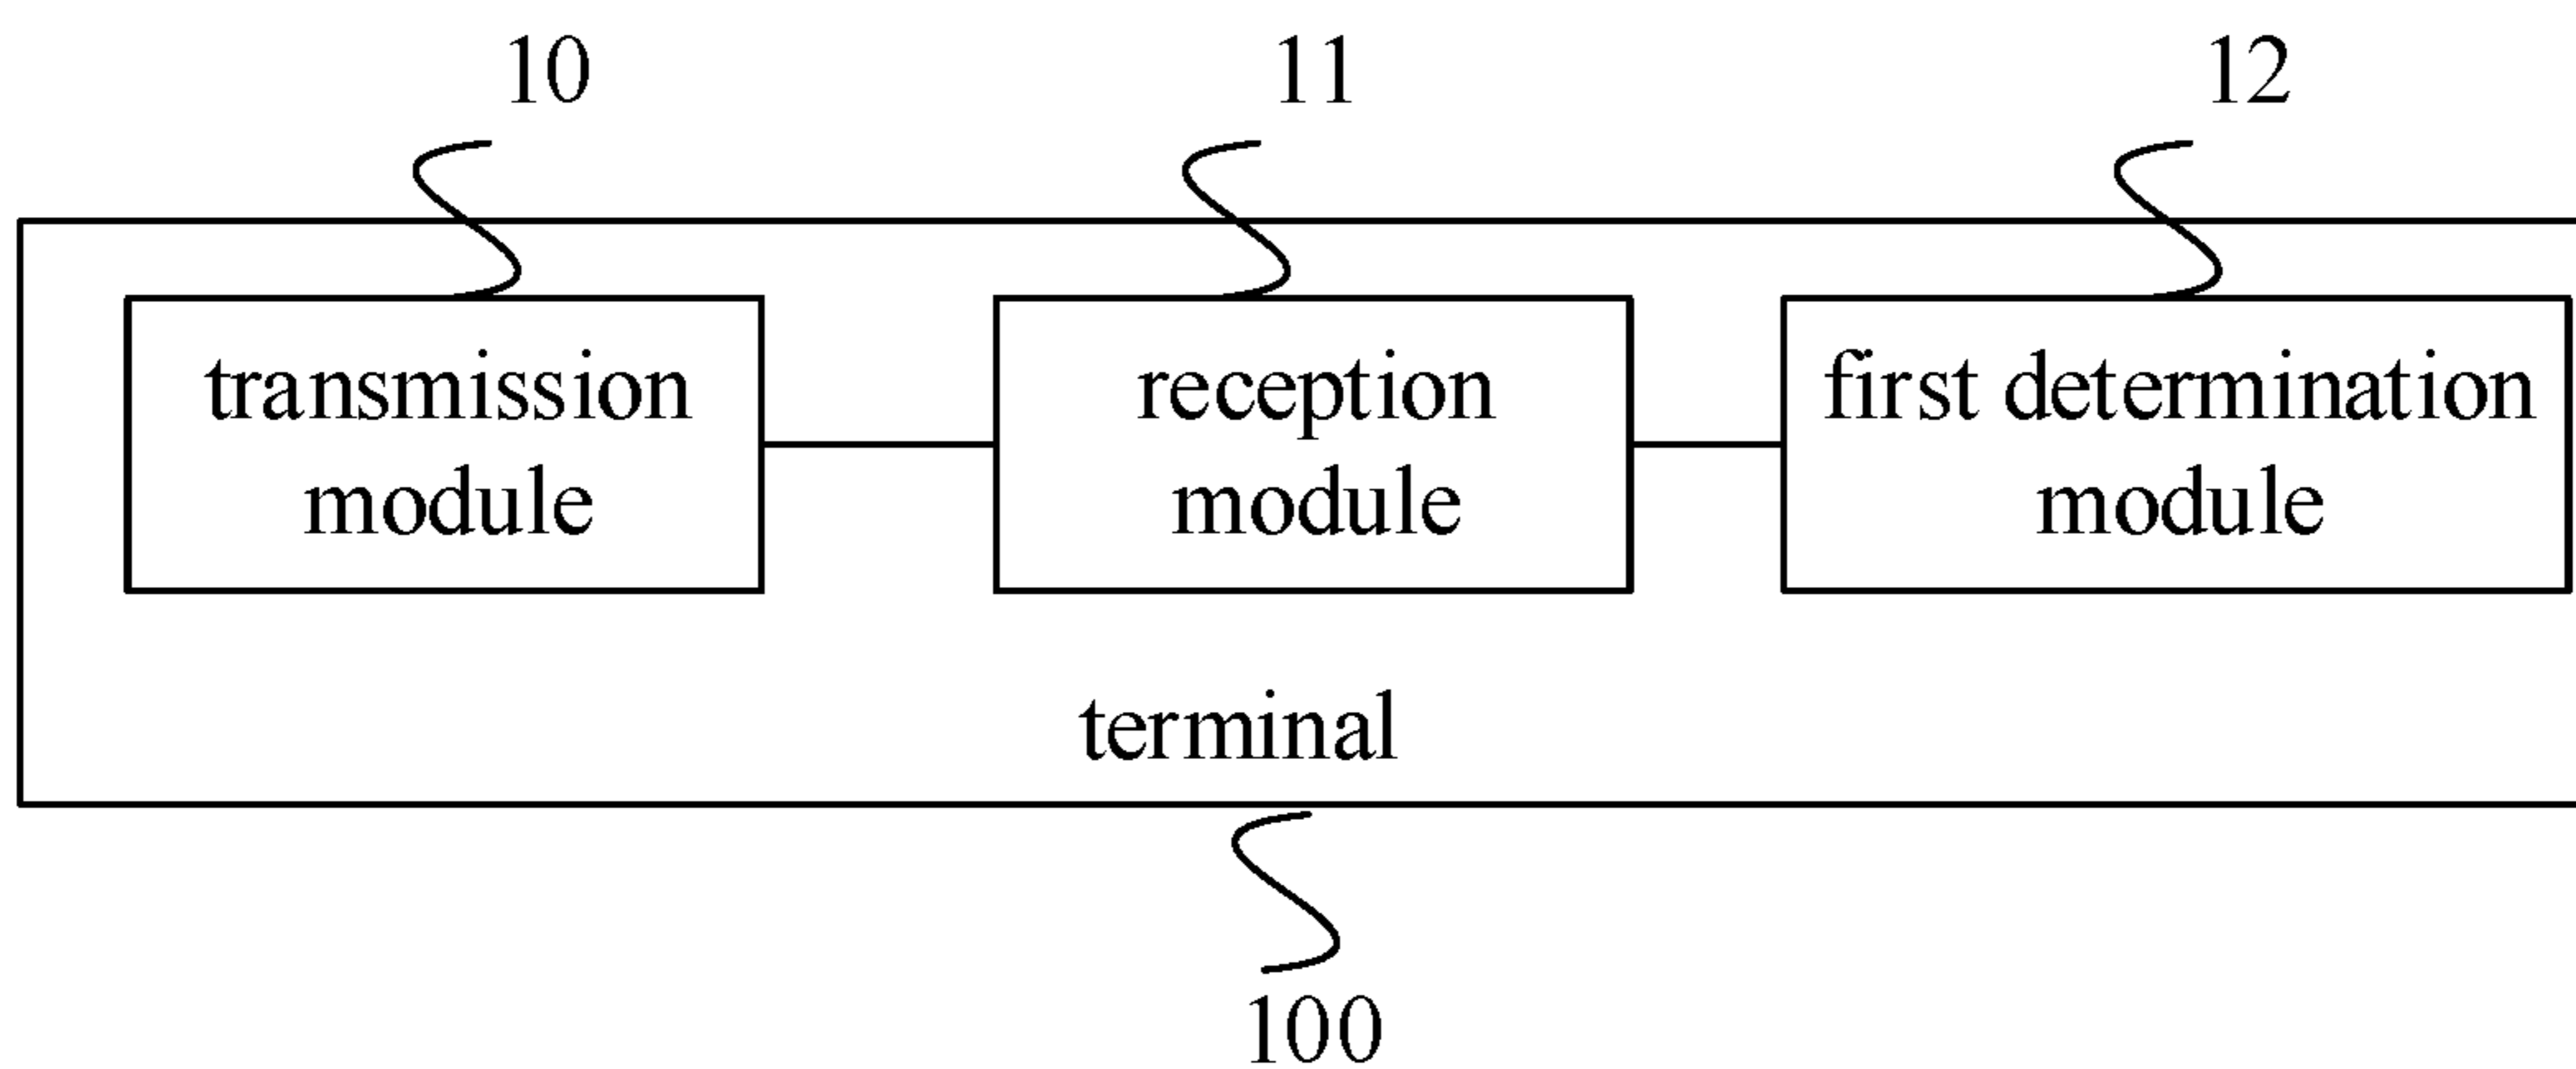 10
11
12
transmission
module
reception
module
first determination
module
terminal
100